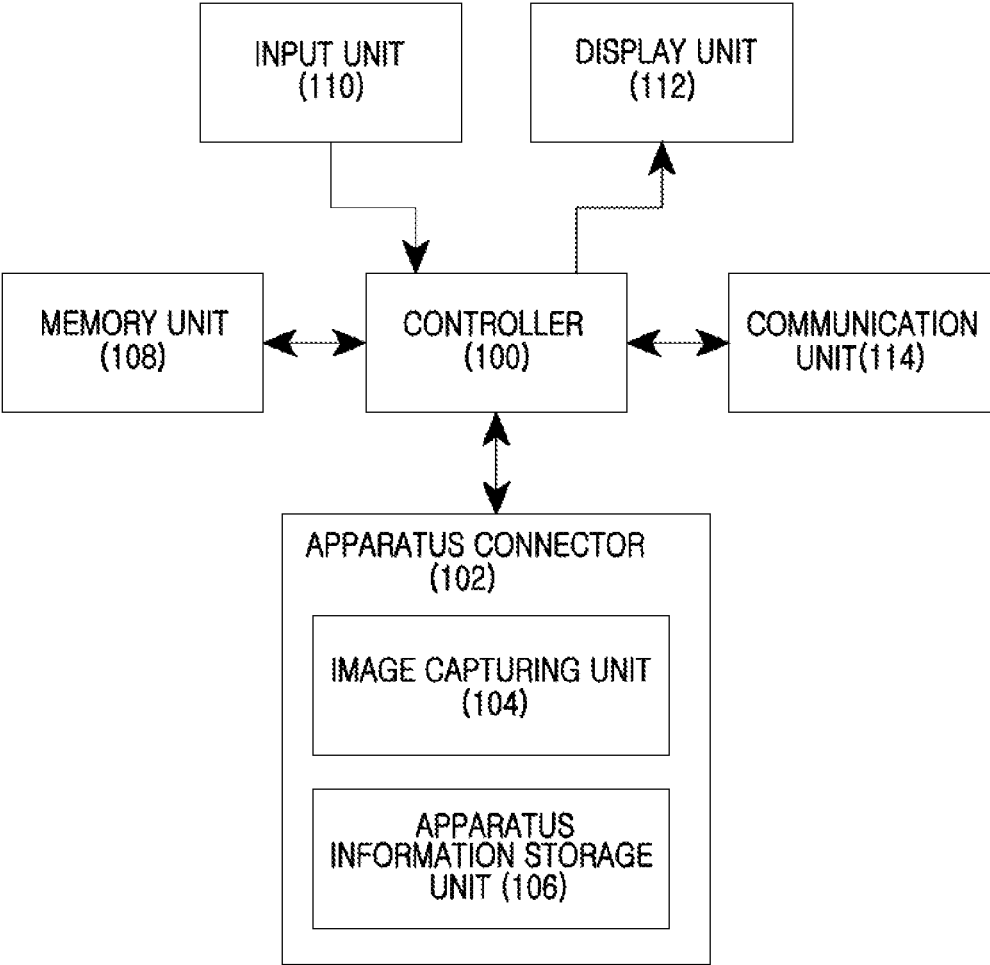 INPUT UNIT
(110)
DISPLAY UNIT
(112)
MEMORY UNIT
(108)
CONTROLLER
(100)
COMMUNICATION
UNIT(114)
APPARATUS CONNECTOR
(102)
IMAGE CAPTURING UNIT
(104)
APPARATUS
INFORMATION STORAGE
UNIT (106)